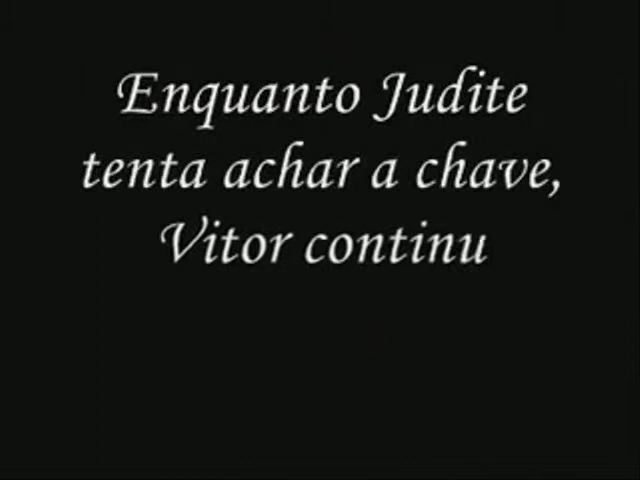 Enquanto Judite
tenta achar a chave,
Vitor continu